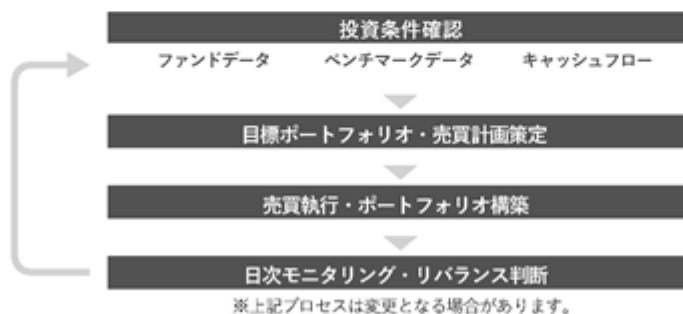 投資条件確認
ファンドデータ ベンチマークデータ キャッシュフロー
目標ポートフォリオ・売買計画策定
売買執行・ポートフォリオ構築
日次モニタリング・リバランス判断
※上記プロセスは変更となる場合があります。